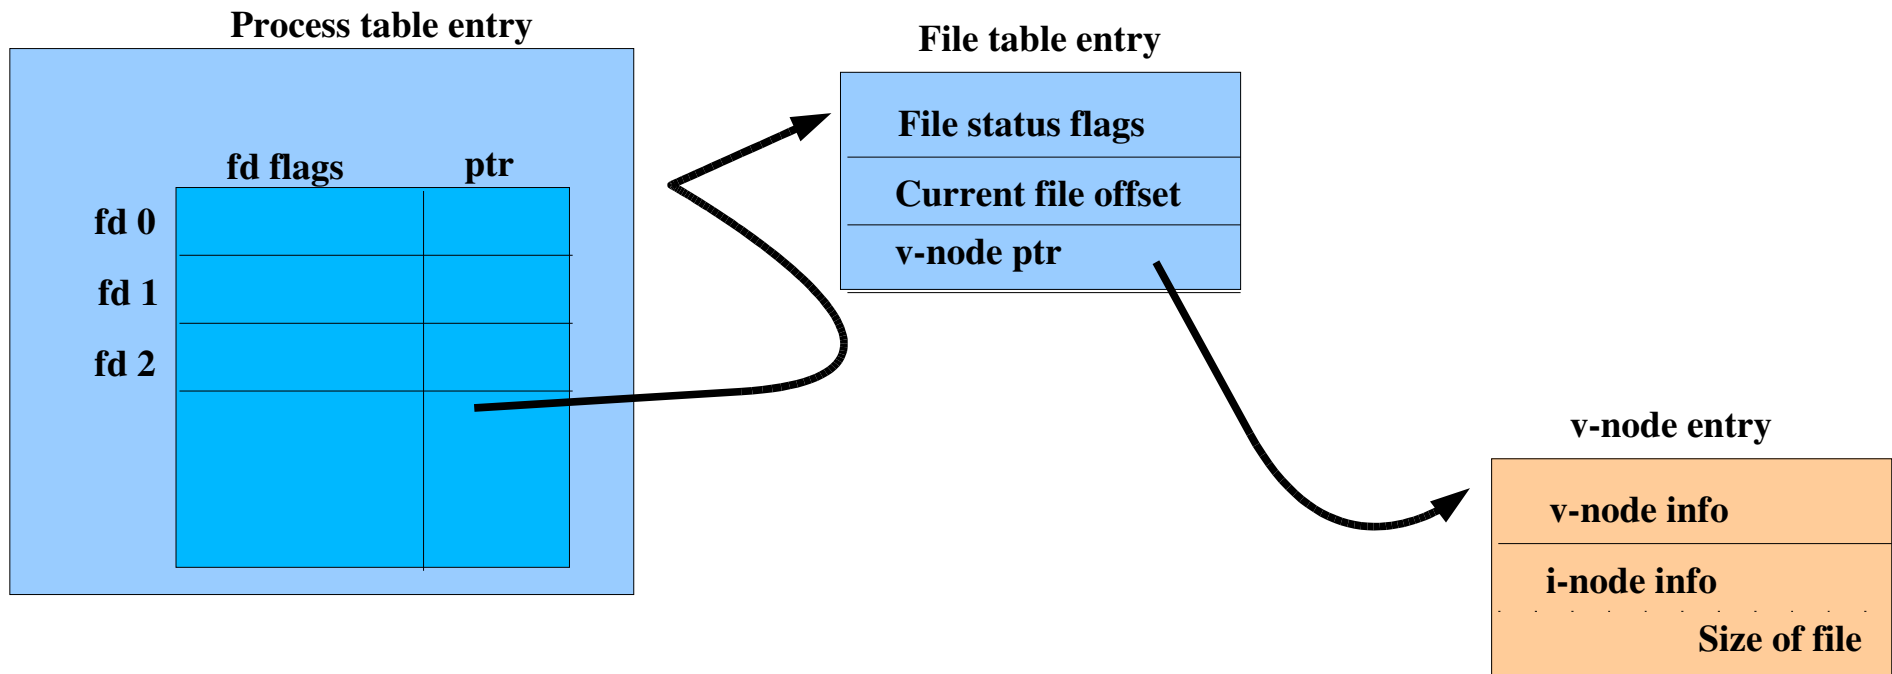 Process table entry
fd flags
ptr
fd 0
fd 1
fd 2
File table entry
File status flags
Current file offset
v-node ptr
v-node entry
v-node info
i-node info
Size of file